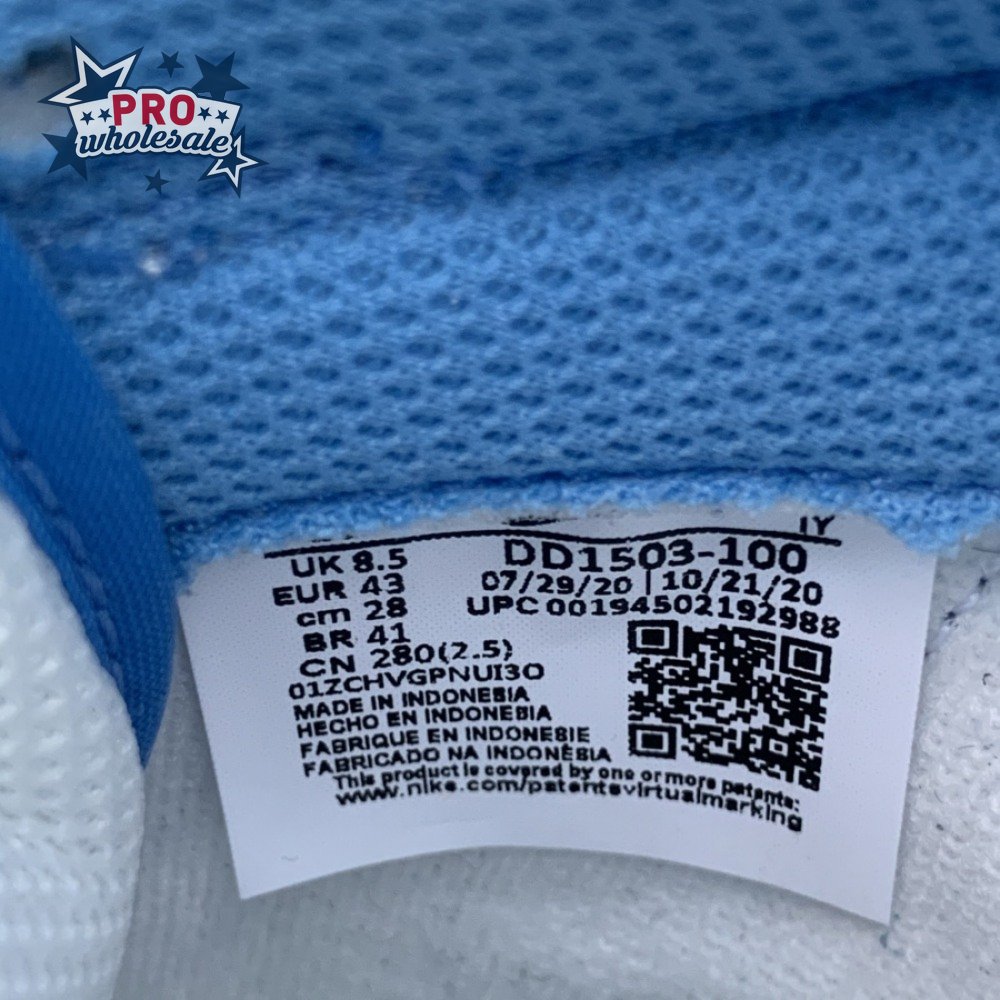 PRO
wholesale
IY
UK 8.5
EUR 43
cm 28
BR 41
CN 280(2.5)
DD1503-100
07/29/20 | 10/21/20
UPC 00194502192988
01ZCHVGPNUI3O
MADE IN INDONESIA
HECHO EN INDONESIA
FABRIQUE EN INDONESIE
FABRICADO NA INDONÈSIA
This product is covered by one or more patents:
www.nike.com/patentsvirtualmarking